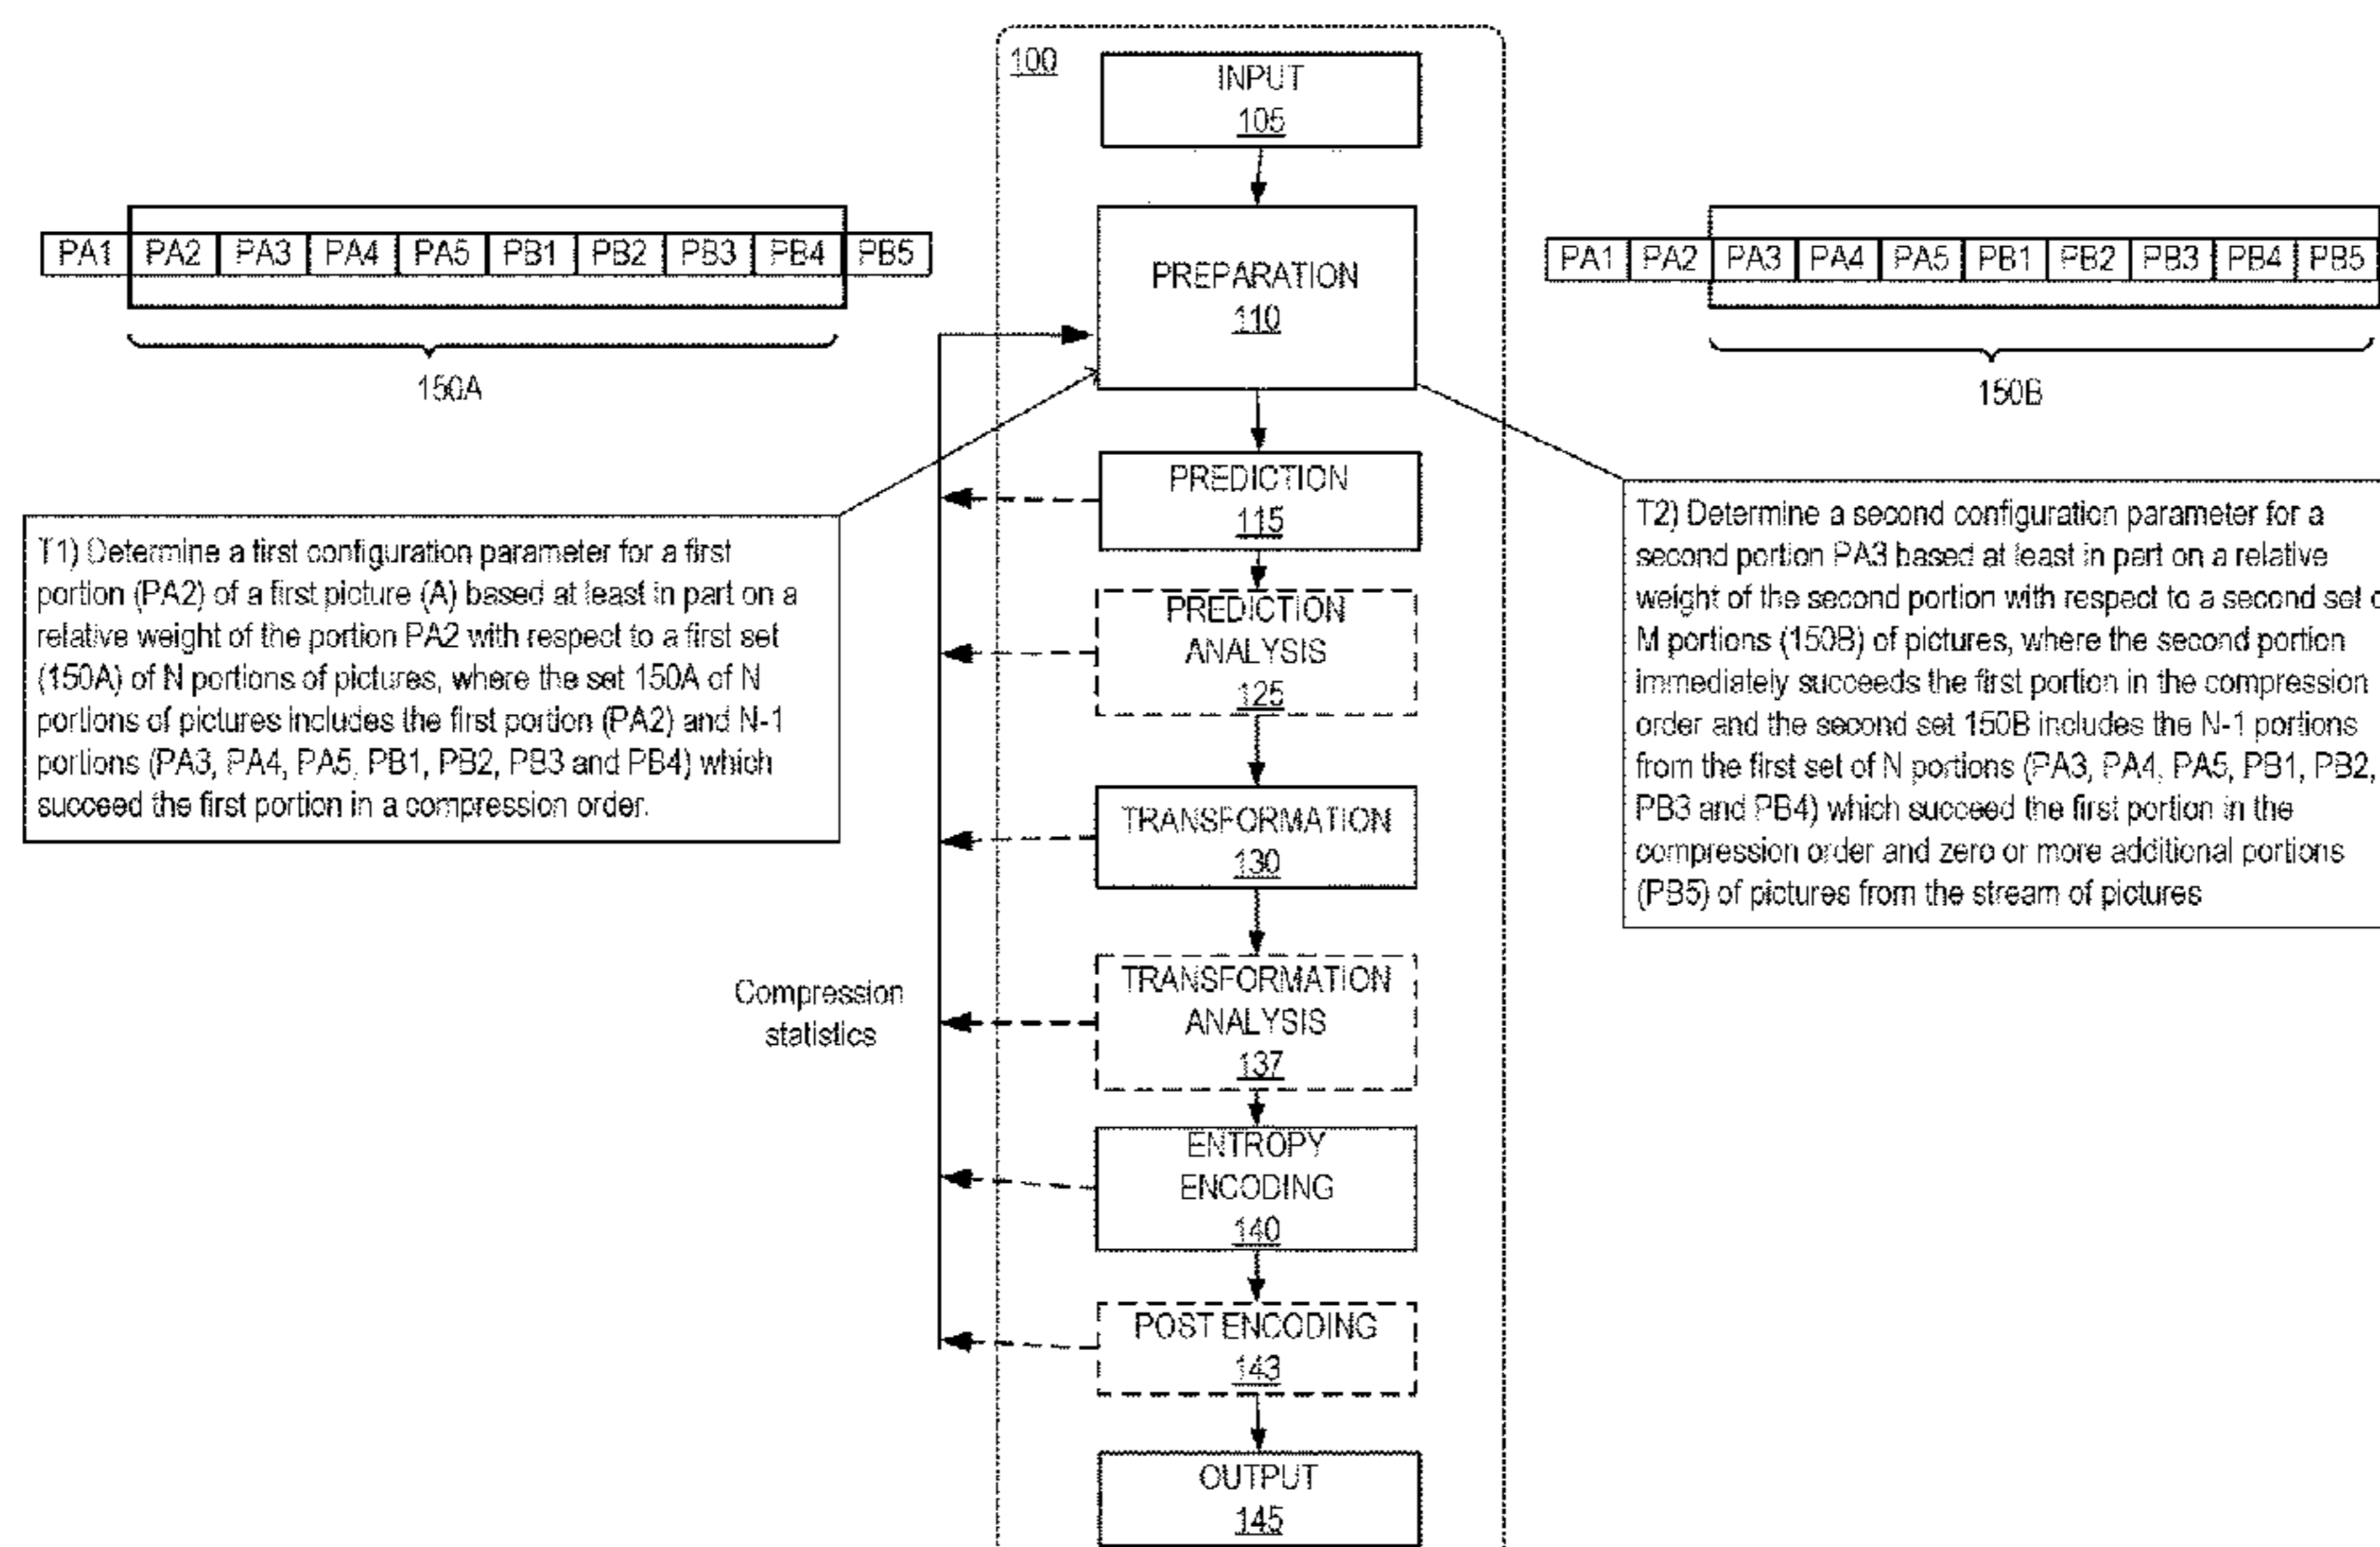 100
INPUT
105
PA1 PA2 PA3 PA4 PA5 PB1 PB2 PB3 PB4 PB5
150A
PREPARATION
110
PA1 PA2 PA3 PA4 PA5 PB1 PB2 PB3 PB4 PB5
150B
T1) Determine a first configuration parameter for a first
portion (PA2) of a first picture (A) based at least in part on a
relative weight of the portion PA2 with respect to a first set
(150A) of N portions of pictures, where the set 150A of N
portions of pictures includes the first portion (PA2) and N-1
portions (PA3, PA4, PA5, PB1, PB2, PB3 and PB4) which
succeed the first portion in a compression order.
PREDICTION
115
PREDICTION
ANALYSIS
125
TRANSFORMATION
130
TRANSFORMATION
ANALYSIS
137
ENTROPY
ENCODING
140
POST ENCODING
143
OUTPUT
145
Compression
statistics
T2) Determine a second configuration parameter for a
second portion PA3 based at least in part on a relative
weight of the second portion with respect to a second set
M portions (150B) of pictures, where the second portion
immediately succeeds the first portion in the compression
order and the second set 150B includes the N-1 portions
from the first set of N portions (PA3, PA4, PA5, PB1, PB2,
PB3 and PB4) which succeed the first portion in the
compression order and zero or more additional portions
(PB5) of pictures from the stream of pictures